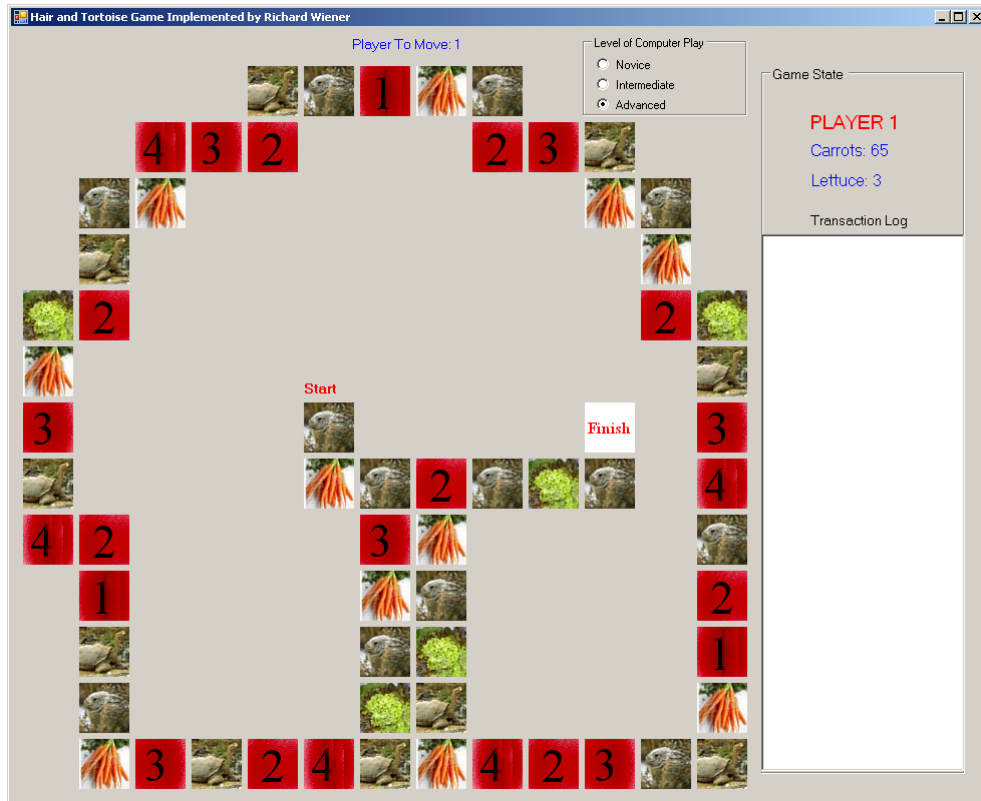 Hair and Tortoise Game Implemented by Richard Wiener
Player To Move: 1
Level of Computer Play
Novice
Intermediate
Advanced
Game State
PLAYER 1
Carrots: 65
Lettuce: 3
Transaction Log
1
4 3 2 2 3
2 2
Start
3 Finish 3
2 4
4 2 3
1 2
1
3 2 4 4 2 3